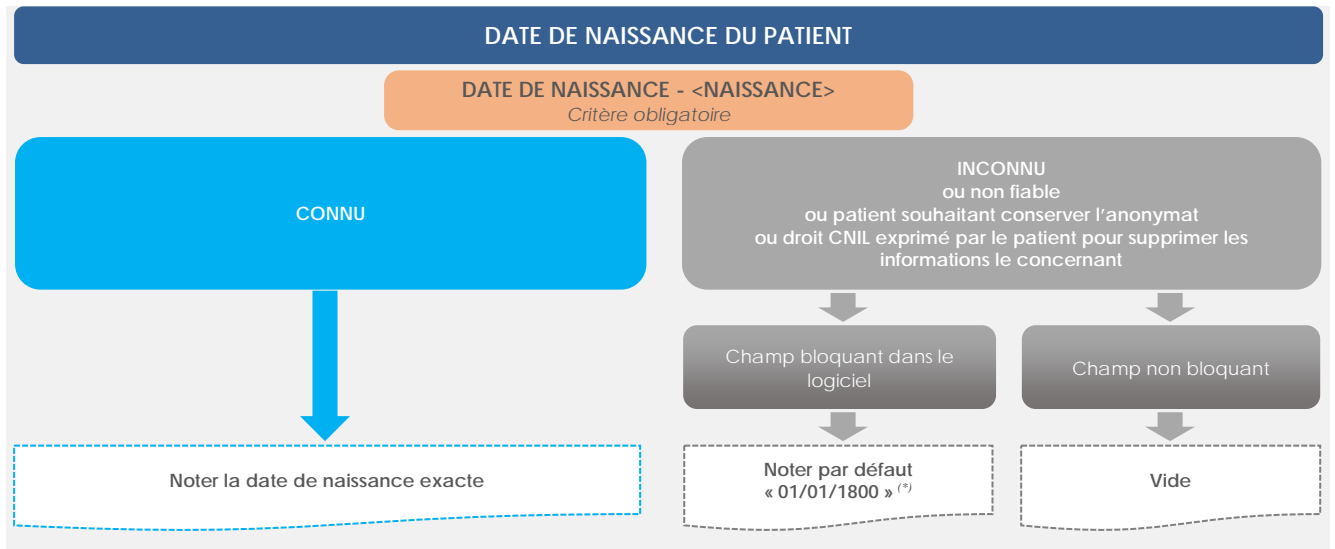 DATE DE NAISSANCE DU PATIENT
DATE DE NAISSANCE - <NAISSANCE>
Critère obligatoire
CONNU
INCONNU
ou non fiable
ou patient souhaitant conserver l'anonymat
ou droit CNIL exprimé par le patient pour supprimer les
informations le concernant
Champ bloquant dans le
logiciel
Champ non bloquant
Noter la date de naissance exacte
Noter par défaut
« 01/01/1800 » (*)
Vide